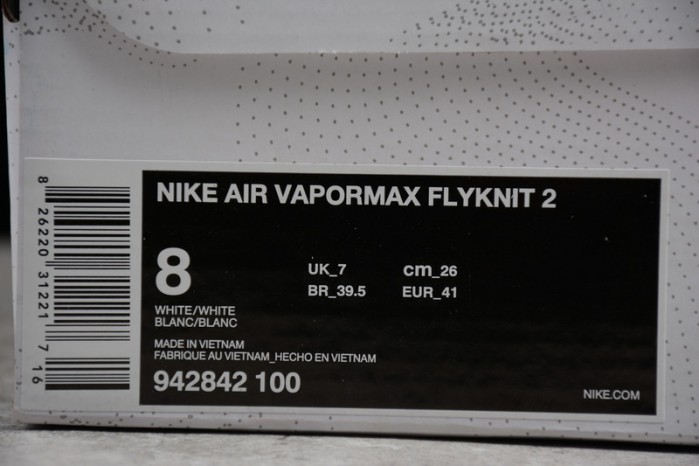 NIKE AIR VAPORMAX FLYKNIT 2
8
UK_7 cm_26
BR_39.5 EUR_41
WHITE/WHITE
BLANC/BLANC
MADE IN VIETNAM
FABRIQUE AU VIETNAM_HECHO EN VIETNAM
942842 100
NIKE.COM
8 26220 31221 7 16